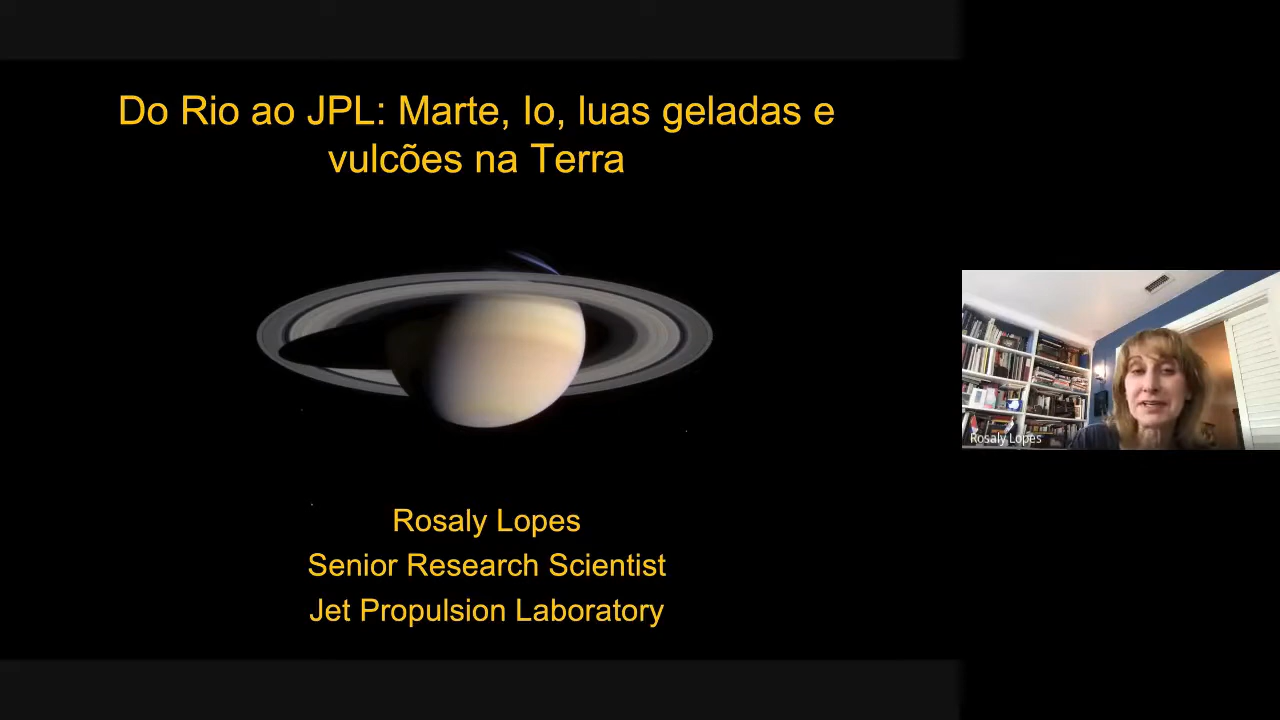 Do Rio ao JPL: Marte, Io, luas geladas e
vulcões na Terra
Rosaly Lopes
Senior Research Scientist
Jet Propulsion Laboratory
Rosaly Lopes